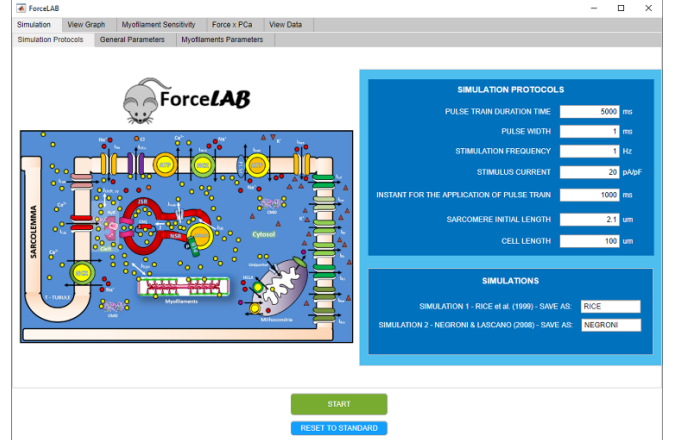 ForceLAB
Simulation View Graph Myofilament Sensitivity Force x PCa View Data
Simulation Protocols General Parameters Myofilaments Parameters
ForceLAB
SIMULATION PROTOCOLS
PULSE TRAIN DURATION TIME 5000 ms
PULSE WIDTH 1 ms
STIMULATION FREQUENCY 1 Hz
STIMULUS CURRENT 20 pA/pF
INSTANT FOR THE APPLICATION OF PULSE TRAIN 1000 ms
SARCOMERE INITIAL LENGTH 2.1 um
CELL LENGTH 100 um
SARCOLEMMA
JSR
NSR
Cytosol
T - TUBULE
Myofilaments
Mitochondria
SIMULATIONS
SIMULATION 1 - RICE et al. (1999) - SAVE AS: RICE
SIMULATION 2 - NEGRONI & LASCANO (2008) - SAVE AS: NEGRONI
START
RESET TO STANDARD